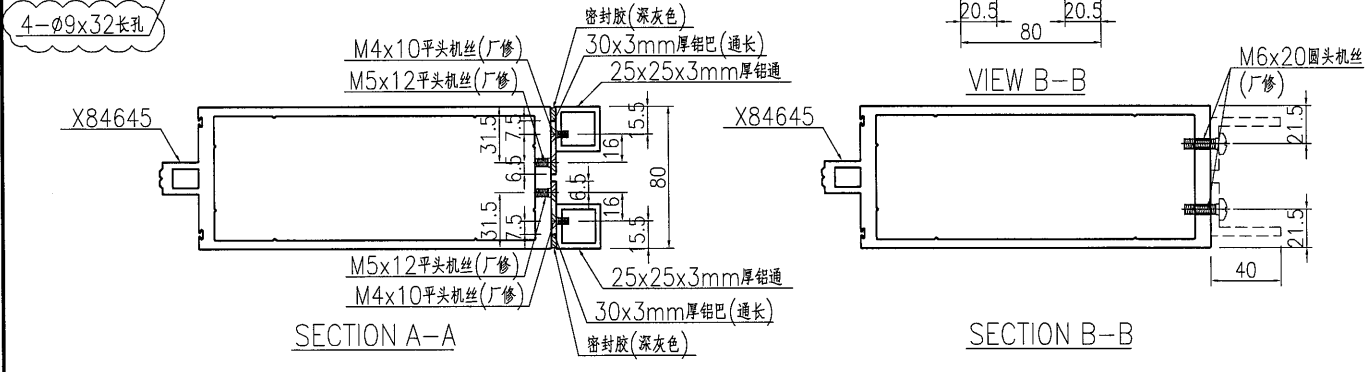 4-Ø9x32长孔
密封胶(深灰色)
M4x10平头机丝(厂修)
30x3mm厚铝巴(通长)
M5x12平头机丝(厂修)
25x25x3mm厚铝通
X84645
31.5
7.5
6.5
15.5
16
80
6.5
16
31.5
7.5
15.5
M5x12平头机丝(厂修)
25x25x3mm厚铝通
M4x10平头机丝(厂修)
30x3mm厚铝巴(通长)
密封胶(深灰色)
SECTION A-A
20.5
20.5
80
VIEW B-B
M6x20圆头机丝
(厂修)
X84645
21.5
21.5
40
SECTION B-B